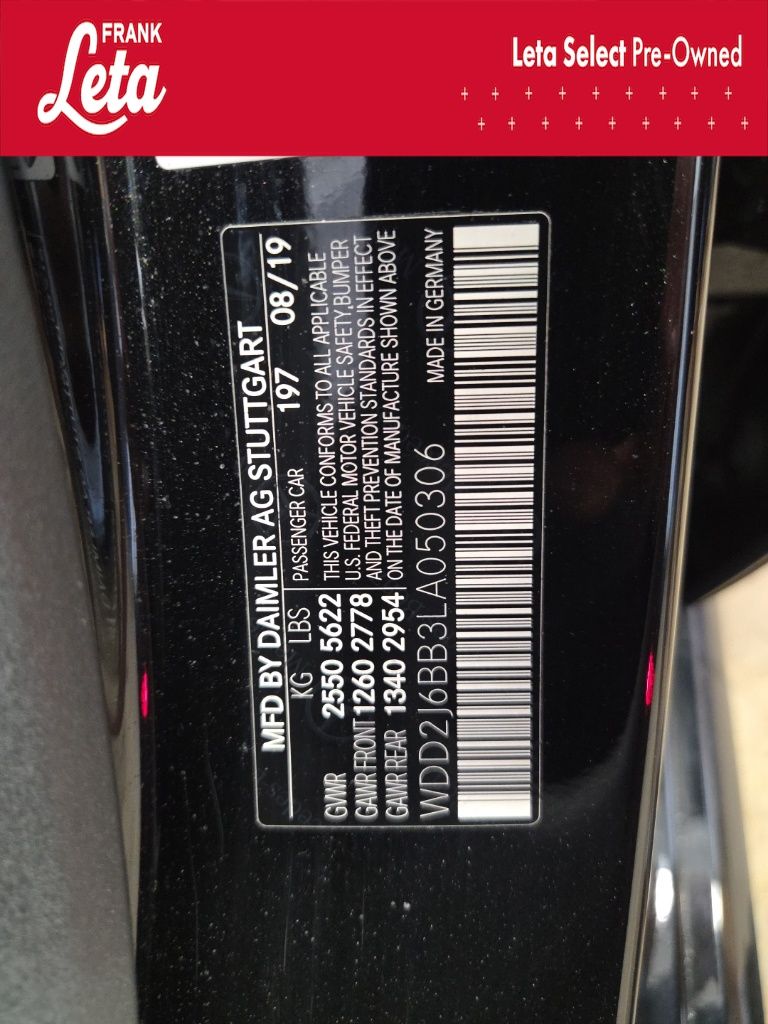 FRANK
Leta
Leta Select Pre-Owned
MFD BY DAIMLER AG STUTTGART
KG LBS PASSENGER CAR 197 08/19
GVWR 2550 5622 THIS VEHICLE CONFORMS TO ALL APPLICABLE
GAWR FRONT 1260 2778 U.S. FEDERAL MOTOR VEHICLE SAFETY,BUMPER
GAWR REAR 1340 2954 AND THEFT PREVENTION STANDARDS IN EFFECT
ON THE DATE OF MANUFACTURE SHOWN ABOVE
WDD2J6BB3LA050306 MADE IN GERMANY